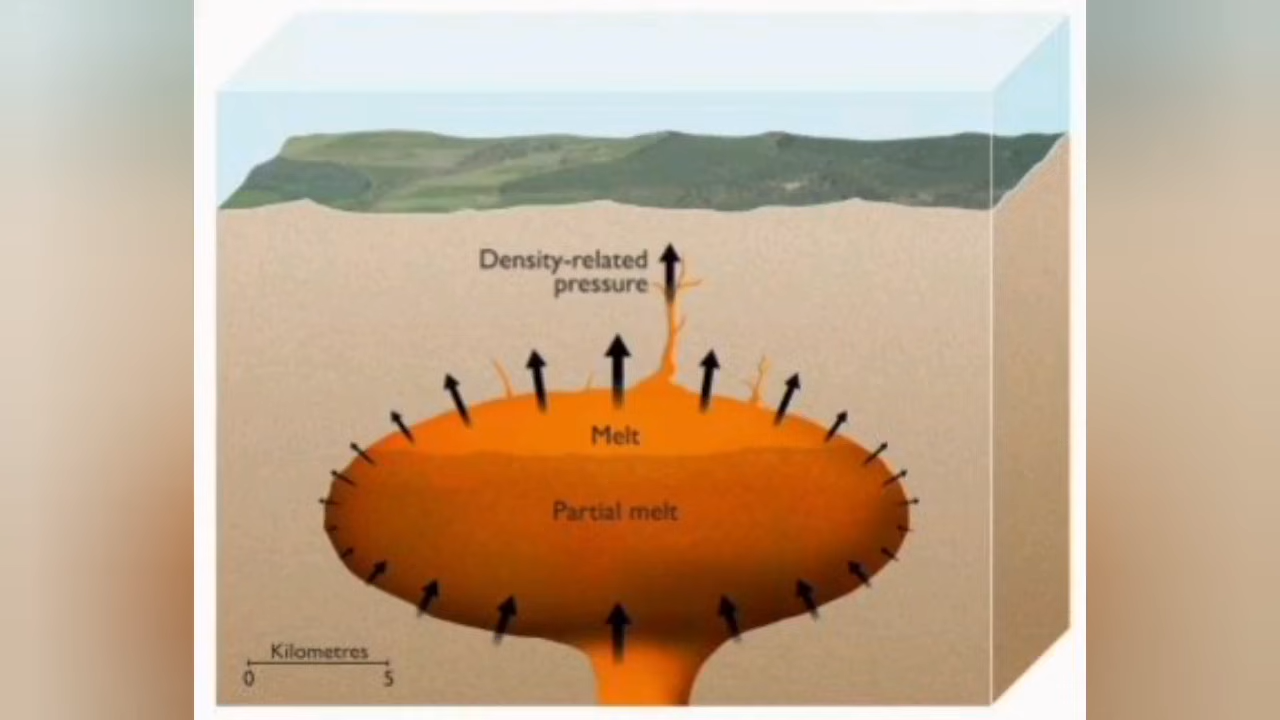 Density-related
pressure
Melt
Partial melt
Kilometres
0 5